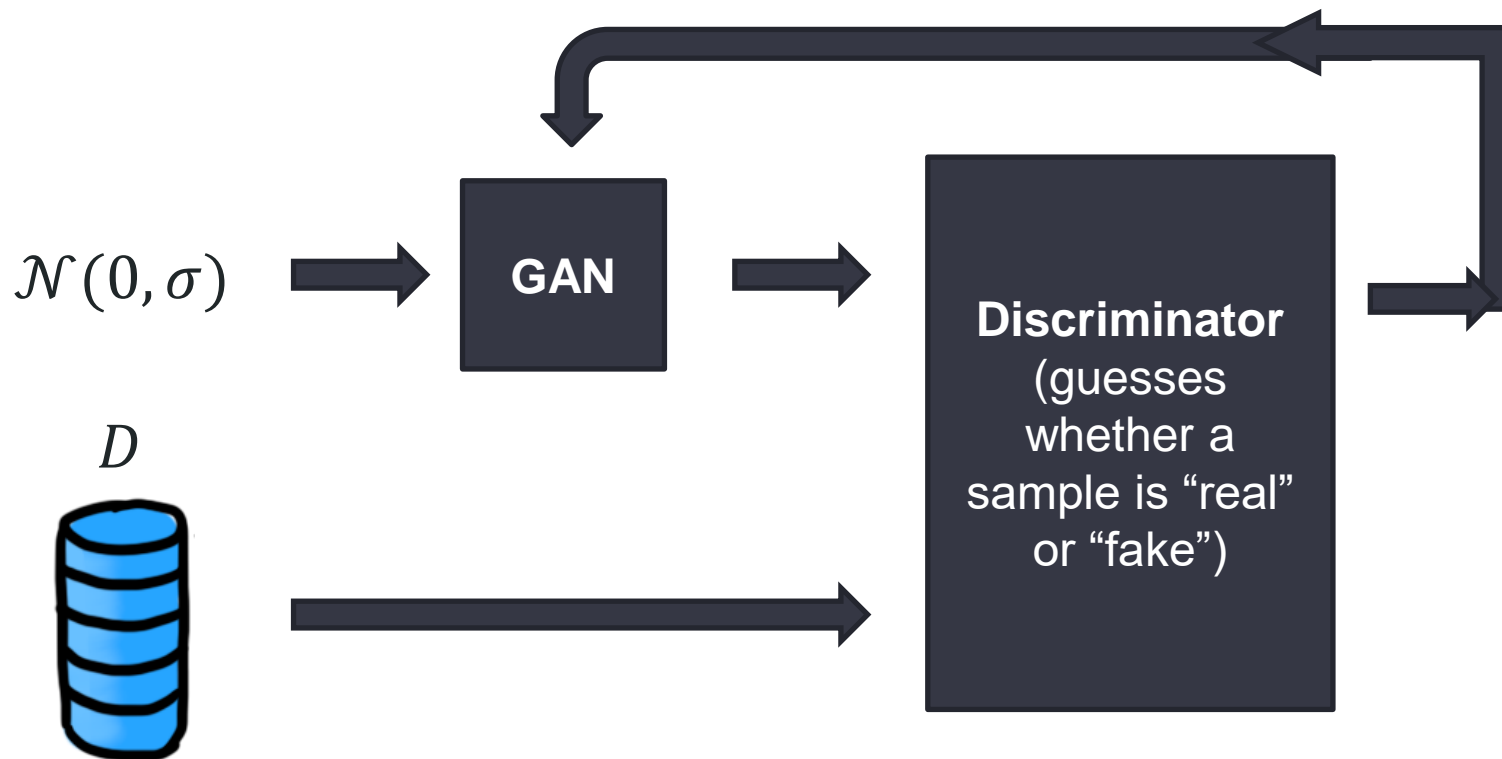 𝒩(0, σ)
GAN
D
Discriminator
(guesses
whether a
sample is “real”
or “fake”)